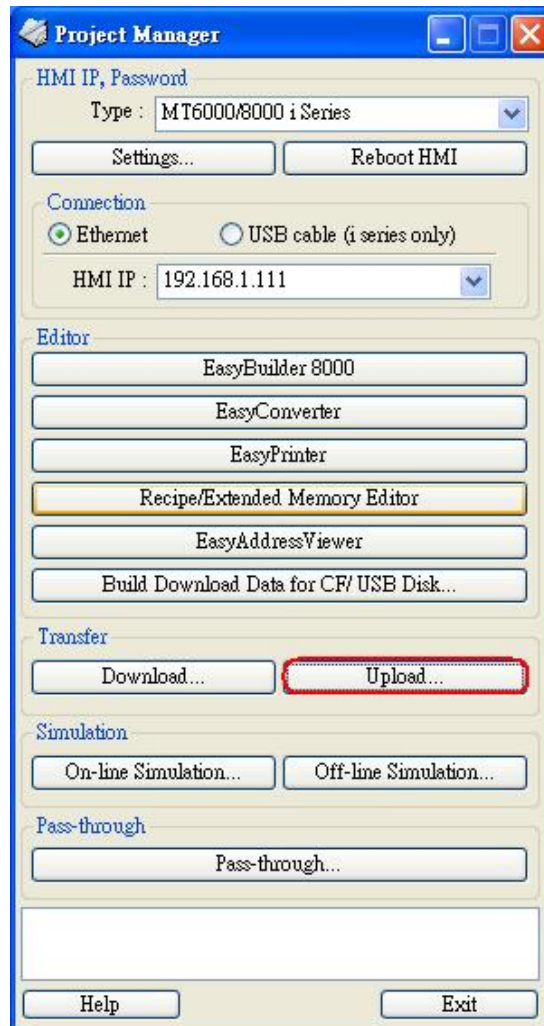 Project Manager
HMI IP, Password
Type : MT6000/8000 i Series
Settings... Reboot HMI
Connection
Ethernet USB cable (i series only)
HMI IP : 192.168.1.111
Editor
EasyBuilder 8000
EasyConverter
EasyPrinter
Recipe/Extended Memory Editor
EasyAddressViewer
Build Download Data for CF/ USB Disk...
Transfer
Download... Upload...
Simulation
On-line Simulation... Off-line Simulation...
Pass-through
Pass-through...
Help Exit